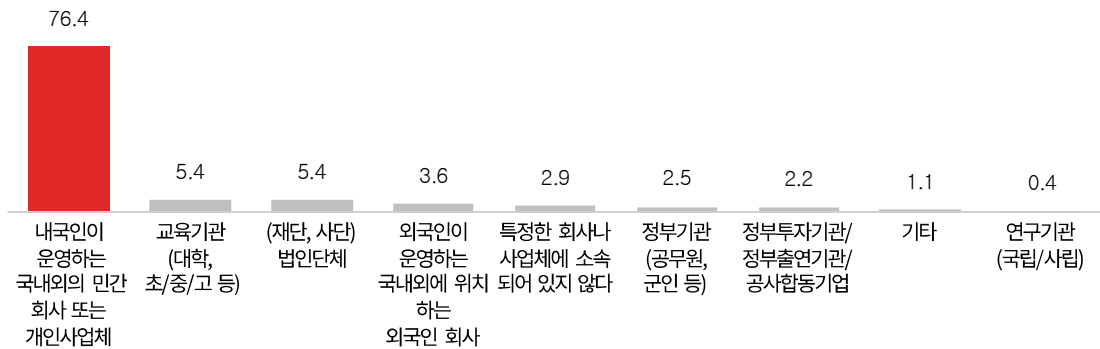 76.4
5.4
5.4
3.6
2.9
2.5
2.2
1.1
0.4
내국인이
운영하는
국내외의 민간
회사 또는
개인사업체
교육기관
(대학,
초/중/고 등)
(재단, 사단)
법인단체
외국인이
운영하는
국내외에 위치
하는
외국인 회사
특정한 회사나
사업체에 소속
되어 있지 않다
정부기관
(공무원,
군인 등)
정부투자기관/
정부출연기관/
공사합동기업
기타
연구기관
(국립/사립)